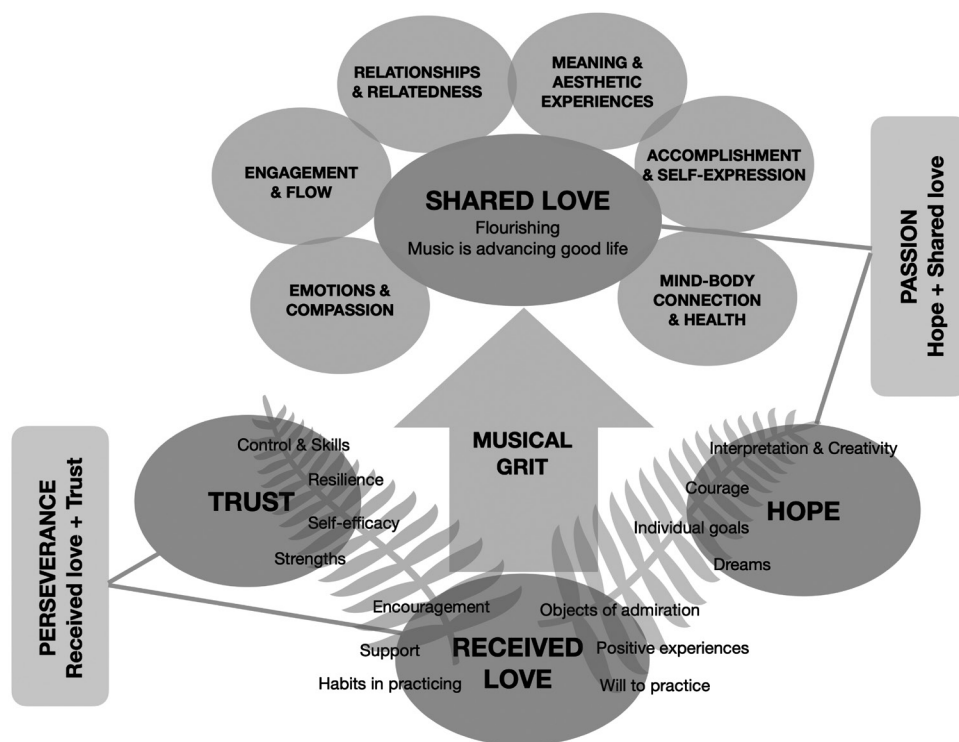 RELATIONSHIPS
& RELATEDNESS
MEANING &
AESTHETIC
EXPERIENCES
ENGAGEMENT
& FLOW
SHARED LOVE
Flourishing
Music is advancing good life
ACCOMPLISHMENT
& SELF-EXPRESSION
EMOTIONS &
COMPASSION
MIND-BODY
CONNECTION
& HEALTH
PASSION
Hope + Shared love
MUSICAL
GRIT
PERSEVERANCE
Received love + Trust
TRUST
Control & Skills
Resilience
Self-efficacy
Strengths
HOPE
Interpretation & Creativity
Courage
Individual goals
Dreams
RECEIVED
LOVE
Encouragement
Support
Habits in practicing
Objects of admiration
Positive experiences
Will to practice